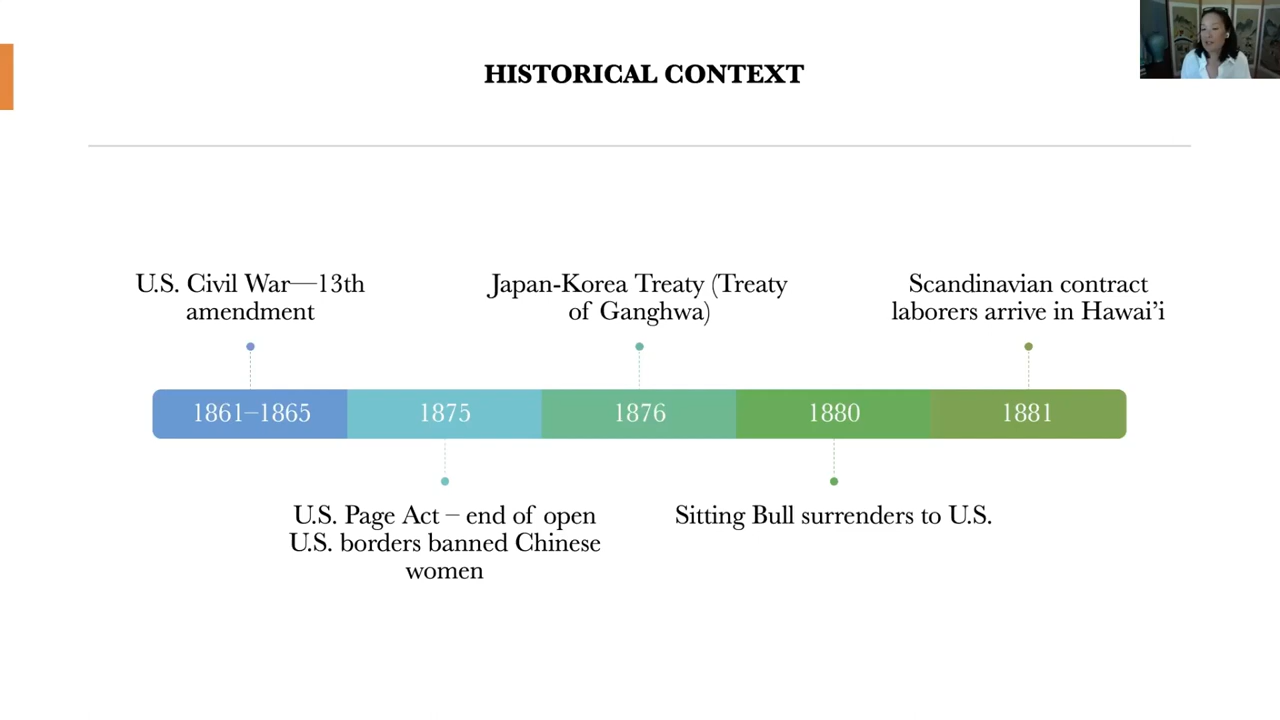 HISTORICAL CONTEXT
U.S. Civil War—13th
amendment
Japan-Korea Treaty (Treaty
of Ganghwa)
Scandinavian contract
laborers arrive in Hawai’i
1861–1865
1875
1876
1880
1881
U.S. Page Act – end of open
U.S. borders banned Chinese
women
Sitting Bull surrenders to U.S.